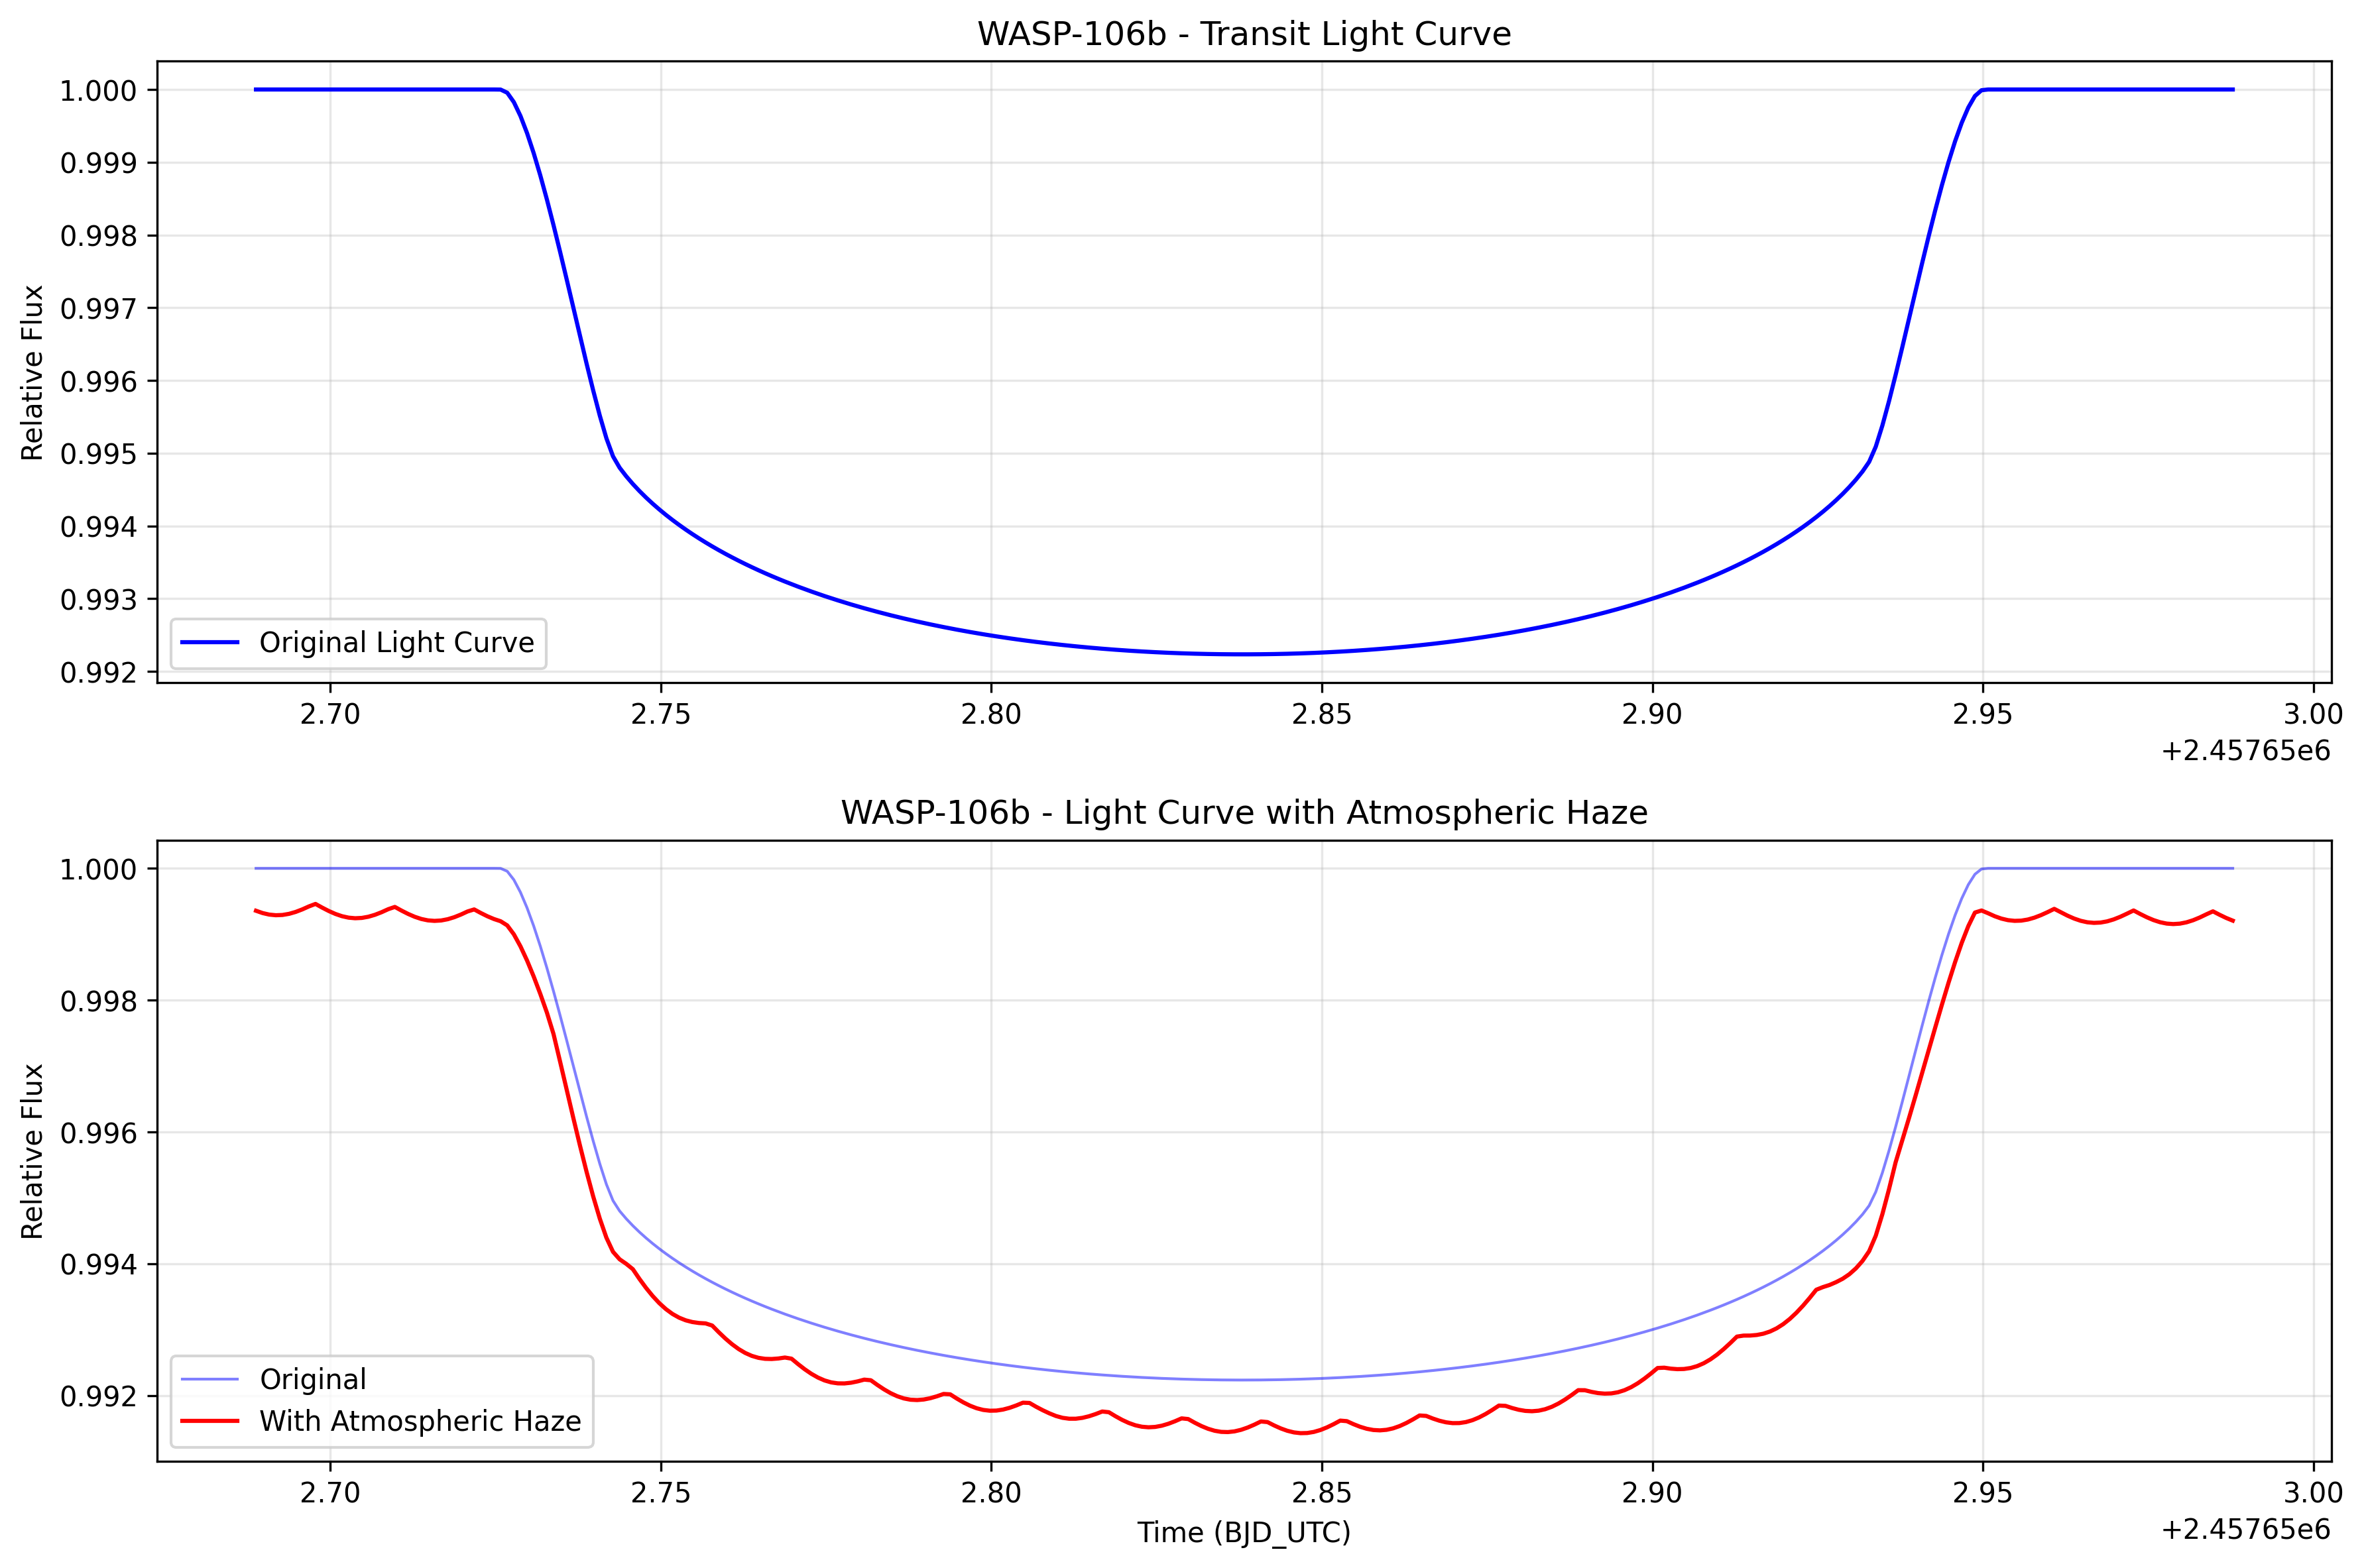 WASP-106b - Transit Light Curve
Relative Flux
1.000
0.999
0.998
0.997
0.996
0.995
0.994
0.993
0.992
Original Light Curve
2.70 2.75 2.80 2.85 2.90 2.95 3.00
+2.45765e6
WASP-106b - Light Curve with Atmospheric Haze
Relative Flux
1.000
0.998
0.996
0.994
0.992
Original
With Atmospheric Haze
2.70 2.75 2.80 2.85 2.90 2.95 3.00
Time (BJD_UTC)
+2.45765e6